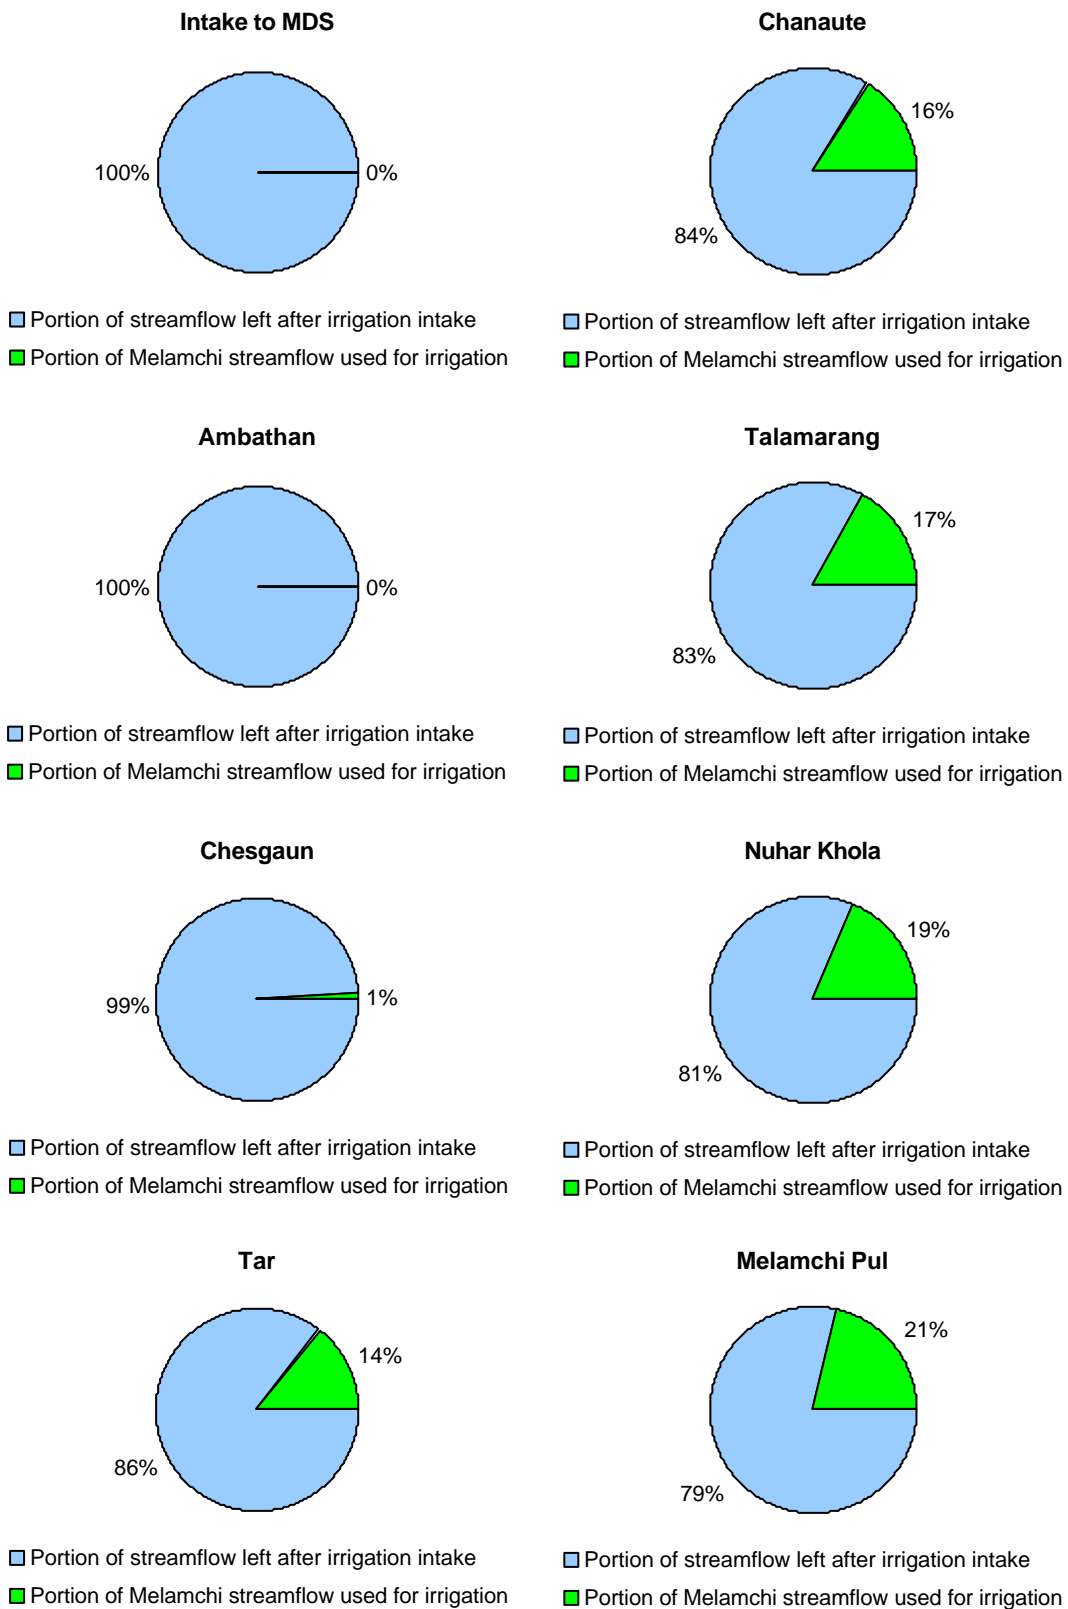 Intake to MDS
100%
0%
Portion of streamflow left after irrigation intake
Portion of Melamchi streamflow used for irrigation
Chanaute
16%
84%
Portion of streamflow left after irrigation intake
Portion of Melamchi streamflow used for irrigation
Ambathan
100%
0%
Portion of streamflow left after irrigation intake
Portion of Melamchi streamflow used for irrigation
Talamarang
17%
83%
Portion of streamflow left after irrigation intake
Portion of Melamchi streamflow used for irrigation
Chesgaun
99%
1%
Portion of streamflow left after irrigation intake
Portion of Melamchi streamflow used for irrigation
Nuhar Khola
19%
81%
Portion of streamflow left after irrigation intake
Portion of Melamchi streamflow used for irrigation
Tar
14%
86%
Portion of streamflow left after irrigation intake
Portion of Melamchi streamflow used for irrigation
Melamchi Pul
21%
79%
Portion of streamflow left after irrigation intake
Portion of Melamchi streamflow used for irrigation